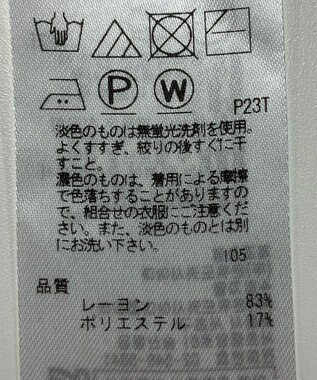 P W
P23T
淡色のものは無蛍光洗剤を使用。
よくすすぎ、絞りの後すぐに干
すこと。
濃色のものは、着用による摩擦
で色落ちすることがありますの
で、組合せの衣服にご注意くださ
い。また、淡色のものとは別
にお洗い下さい。
105
品質
レーヨン 83%
ポリエステル 17%